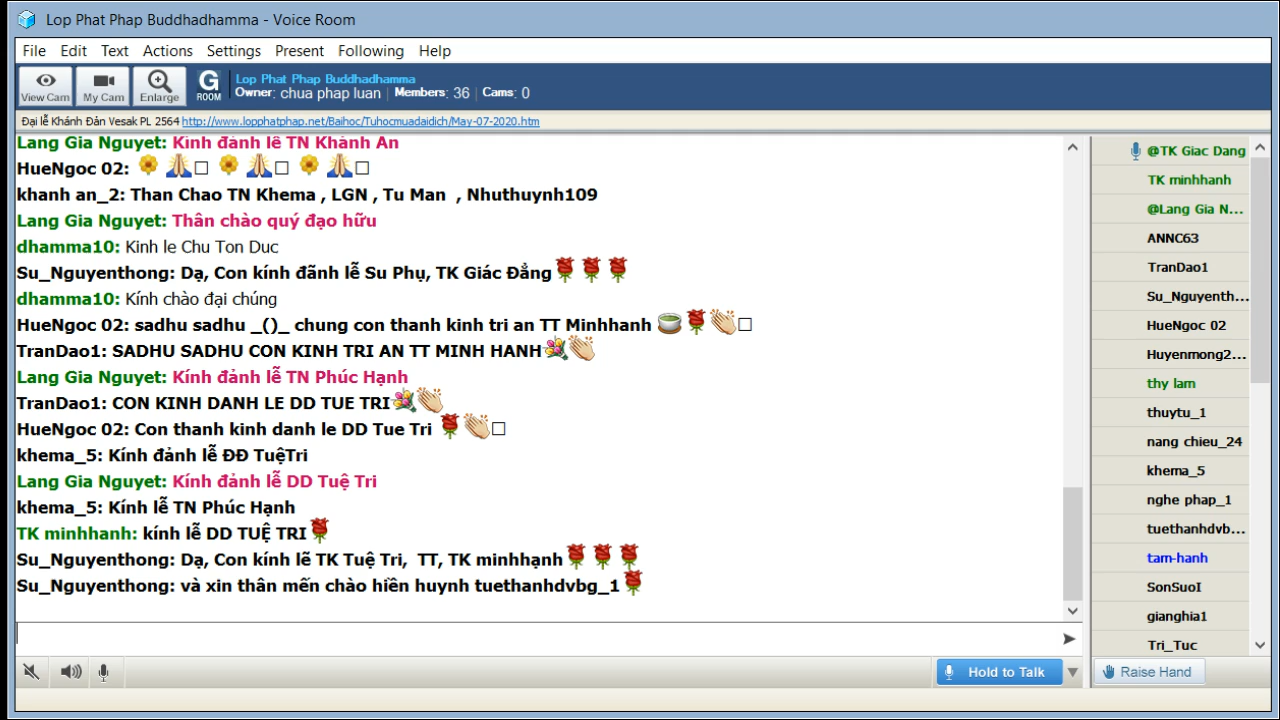 Lop Phat Phap Buddhadhamma - Voice Room
File Edit Text Actions Settings Present Following Help
View Cam My Cam Enlarge G ROOM
Lop Phat Phap Buddhadhamma
Owner: chua phap luan | Members: 36 | Cams: 0
Đại lễ Khánh Đản Vesak PL 2564 http://www.lopphatphap.net/Baihoc/Tuhocmuadaidich/May-07-2020.htm
Lang Gia Nguyet: Kính đảnh lễ TN Khánh An
HueNgoc 02: 🌼 🙏□ 🌼 🙏□ 🌼 🙏□
khanh an_2: Than Chao TN Khema , LGN , Tu Man , Nhuthuynh109
Lang Gia Nguyet: Thân chào quý đạo hữu
dhamma10: Kinh le Chu Ton Duc
Su_Nguyenthong: Dạ, Con kính đãnh lễ Su Phụ, TK Giác Đẳng🌹🌹🌹
dhamma10: Kính chào đại chúng
HueNgoc 02: sadhu sadhu _()_ chung con thanh kinh tri an TT Minhhanh 🍵🌹👏□
TranDao1: SADHU SADHU CON KINH TRI AN TT MINH HANH💐👏
Lang Gia Nguyet: Kính đảnh lễ TN Phúc Hạnh
TranDao1: CON KINH DANH LE DD TUE TRI💐👏
HueNgoc 02: Con thanh kinh danh le DD Tue Tri 🌹👏□
khema_5: Kính đảnh lễ ĐĐ TuệTri
Lang Gia Nguyet: Kính đảnh lễ DD Tuệ Tri
khema_5: Kính lễ TN Phúc Hạnh
TK minhhanh: kính lễ DD TUỆ TRI🌹
Su_Nguyenthong: Dạ, Con kính lẽ TK Tuệ Tri, TT, TK minhhạnh🌹🌹🌹
Su_Nguyenthong: và xin thân mến chào hiền huynh tuethanhdvbg_1🌹
@TK Giac Dang
TK minhhanh
@Lang Gia N...
ANNC63
TranDao1
Su_Nguyenth...
HueNgoc 02
Huyenmong2...
thy lam
thuytu_1
nang chieu_24
khema_5
nghe phap_1
tuethanhdvb...
tam-hanh
SonSuoI
gianghia1
Tri_Tuc
Hold to Talk
Raise Hand